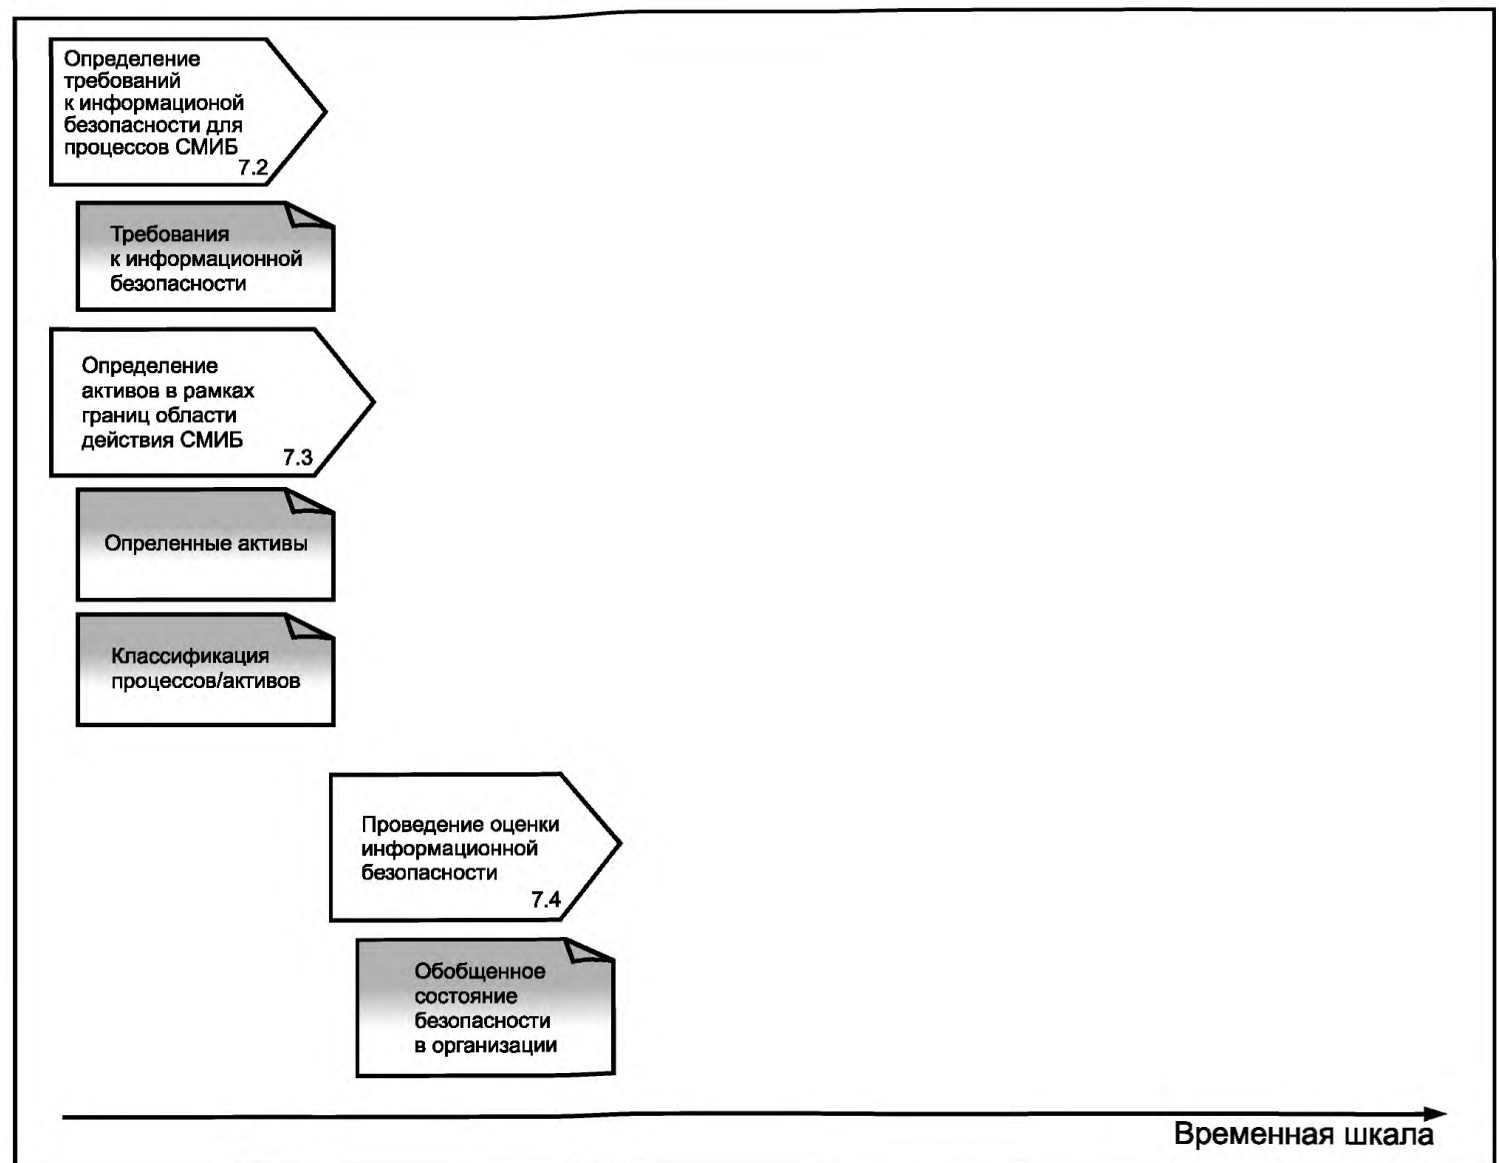 Определение
требований
к информационой
безопасности для
процессов СМИБ
7.2
Требования
к информационной
безопасности
Определение
активов в рамках
границ области
действия СМИБ
7.3
Опреленные активы
Классификация
процессов/активов
Проведение оценки
информационной
безопасности
7.4
Обобщенное
состояние
безопасности
в организации
Временная шкала